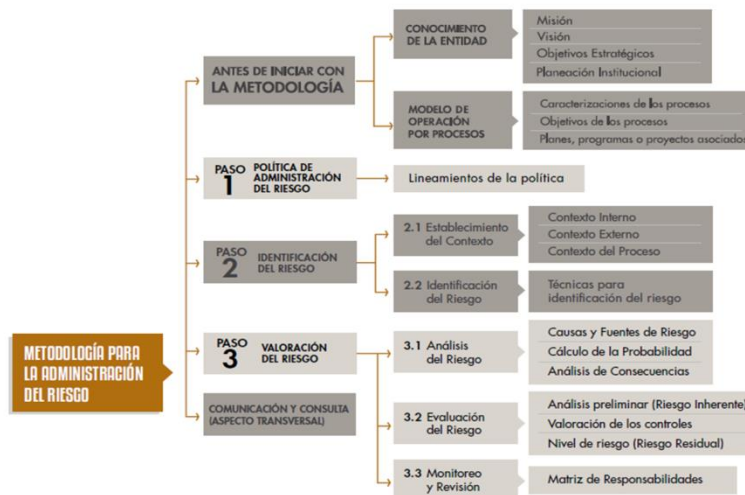 METODOLOGÍA PARA
LA ADMINISTRACIÓN
DEL RIESGO
ANTES DE INICIAR CON
LA METODOLOGÍA
CONOCIMIENTO
DE LA ENTIDAD
Misión
Visión
Objetivos Estratégicos
Planeación Institucional
MODELO DE
OPERACIÓN
POR PROCESOS
Caracterizaciones de los procesos
Objetivos de los procesos
Planes, programas o proyectos asociados
PASO
1
POLÍTICA DE
ADMINISTRACIÓN
DEL RIESGO
Lineamientos de la política
PASO
2
IDENTIFICACIÓN
DEL RIESGO
2.1 Establecimiento
del Contexto
Contexto Interno
Contexto Externo
Contexto del Proceso
2.2 Identificación
del Riesgo
Técnicas para
identificación del riesgo
PASO
3
VALORACIÓN
DEL RIESGO
3.1 Análisis
del Riesgo
Causas y Fuentes de Riesgo
Cálculo de la Probabilidad
Análisis de Consecuencias
3.2 Evaluación
del Riesgo
Análisis preliminar (Riesgo Inherente)
Valoración de los controles
Nivel de riesgo (Riesgo Residual)
3.3 Monitoreo
y Revisión
Matriz de Responsabilidades
COMUNICACIÓN Y CONSULTA
(ASPECTO TRANSVERSAL)